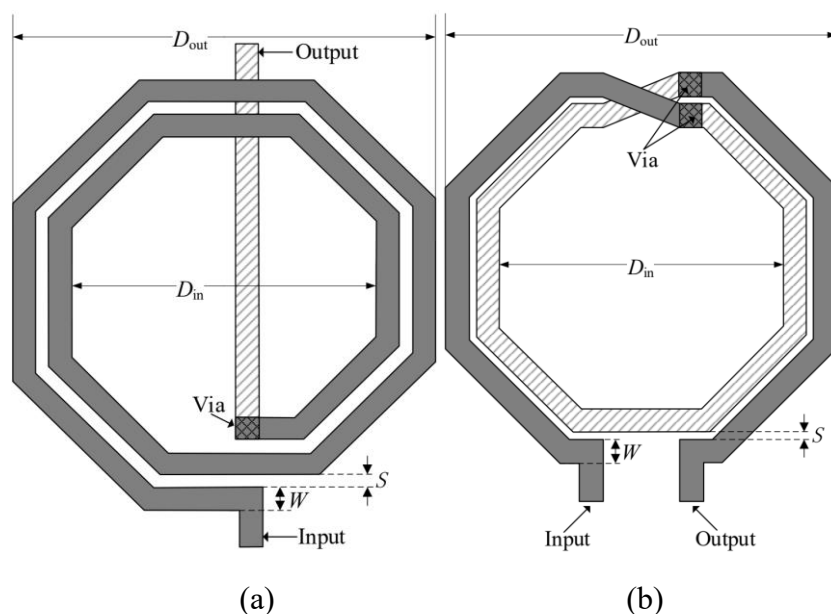 D_out
Output
D_in
Via
S
W
Input
(a)
D_out
Via
D_in
S
W
Input
Output
(b)